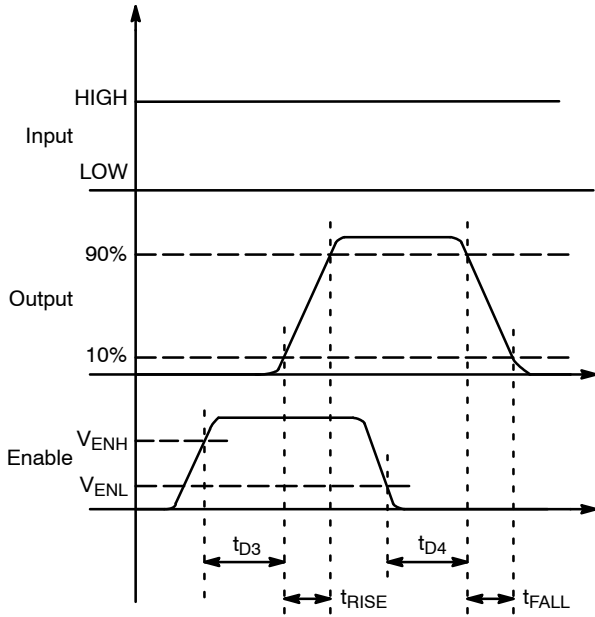 HIGH
Input
LOW
90%
Output
10%
VENH
Enable
VENL
tD3
tD4
tRISE
tFALL